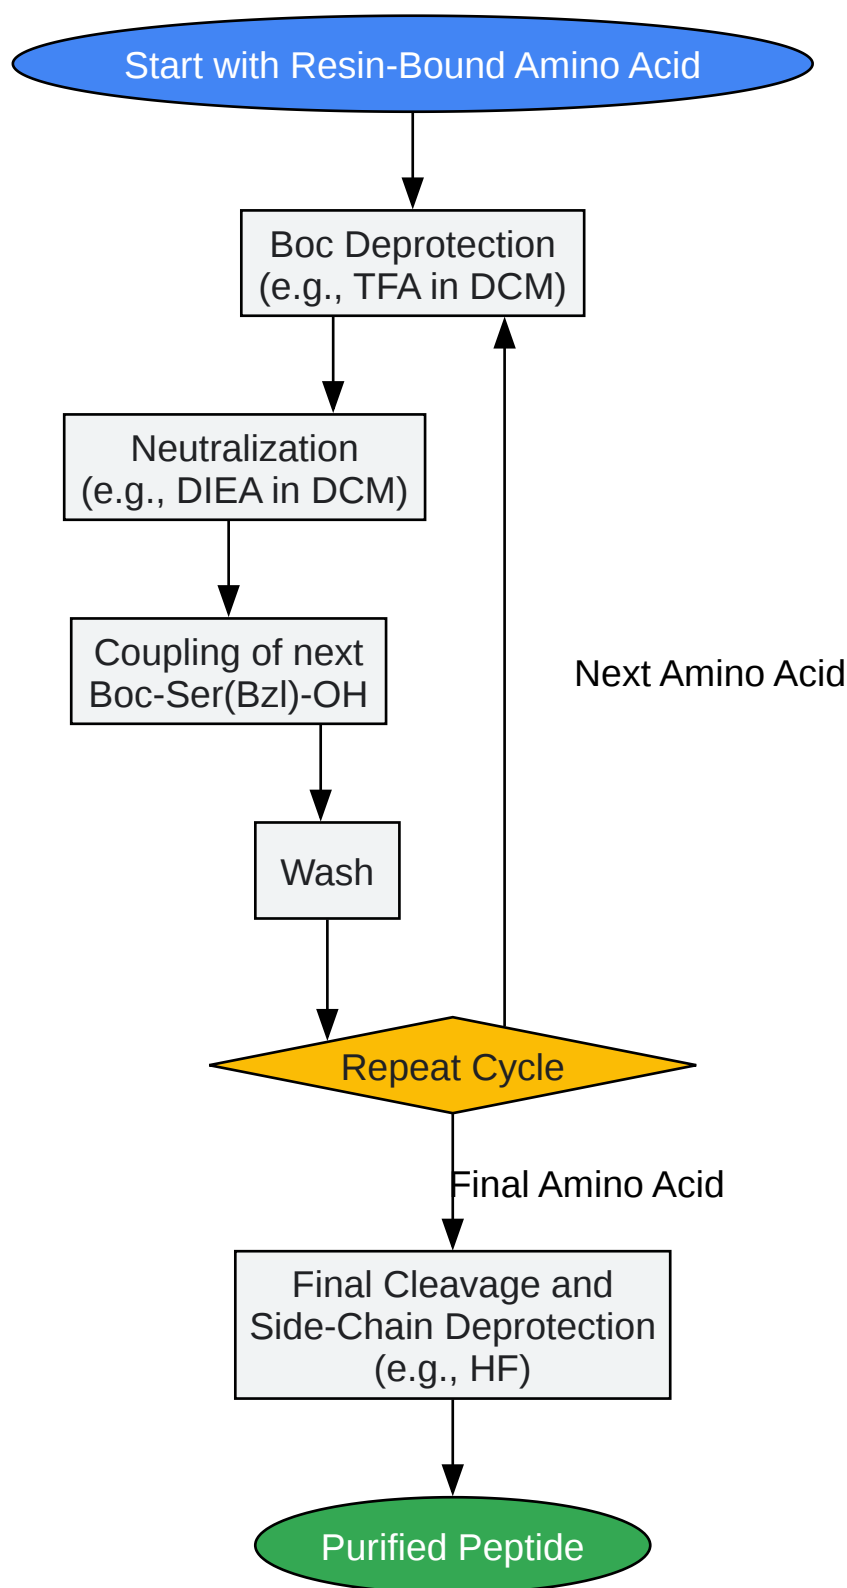 Start with Resin-Bound Amino Acid
Boc Deprotection
(e.g., TFA in DCM)
Neutralization
(e.g., DIEA in DCM)
Coupling of next
Boc-Ser(Bzl)-OH
Next Amino Acid
Wash
Repeat Cycle
Final Amino Acid
Final Cleavage and
Side-Chain Deprotection
(e.g., HF)
Purified Peptide